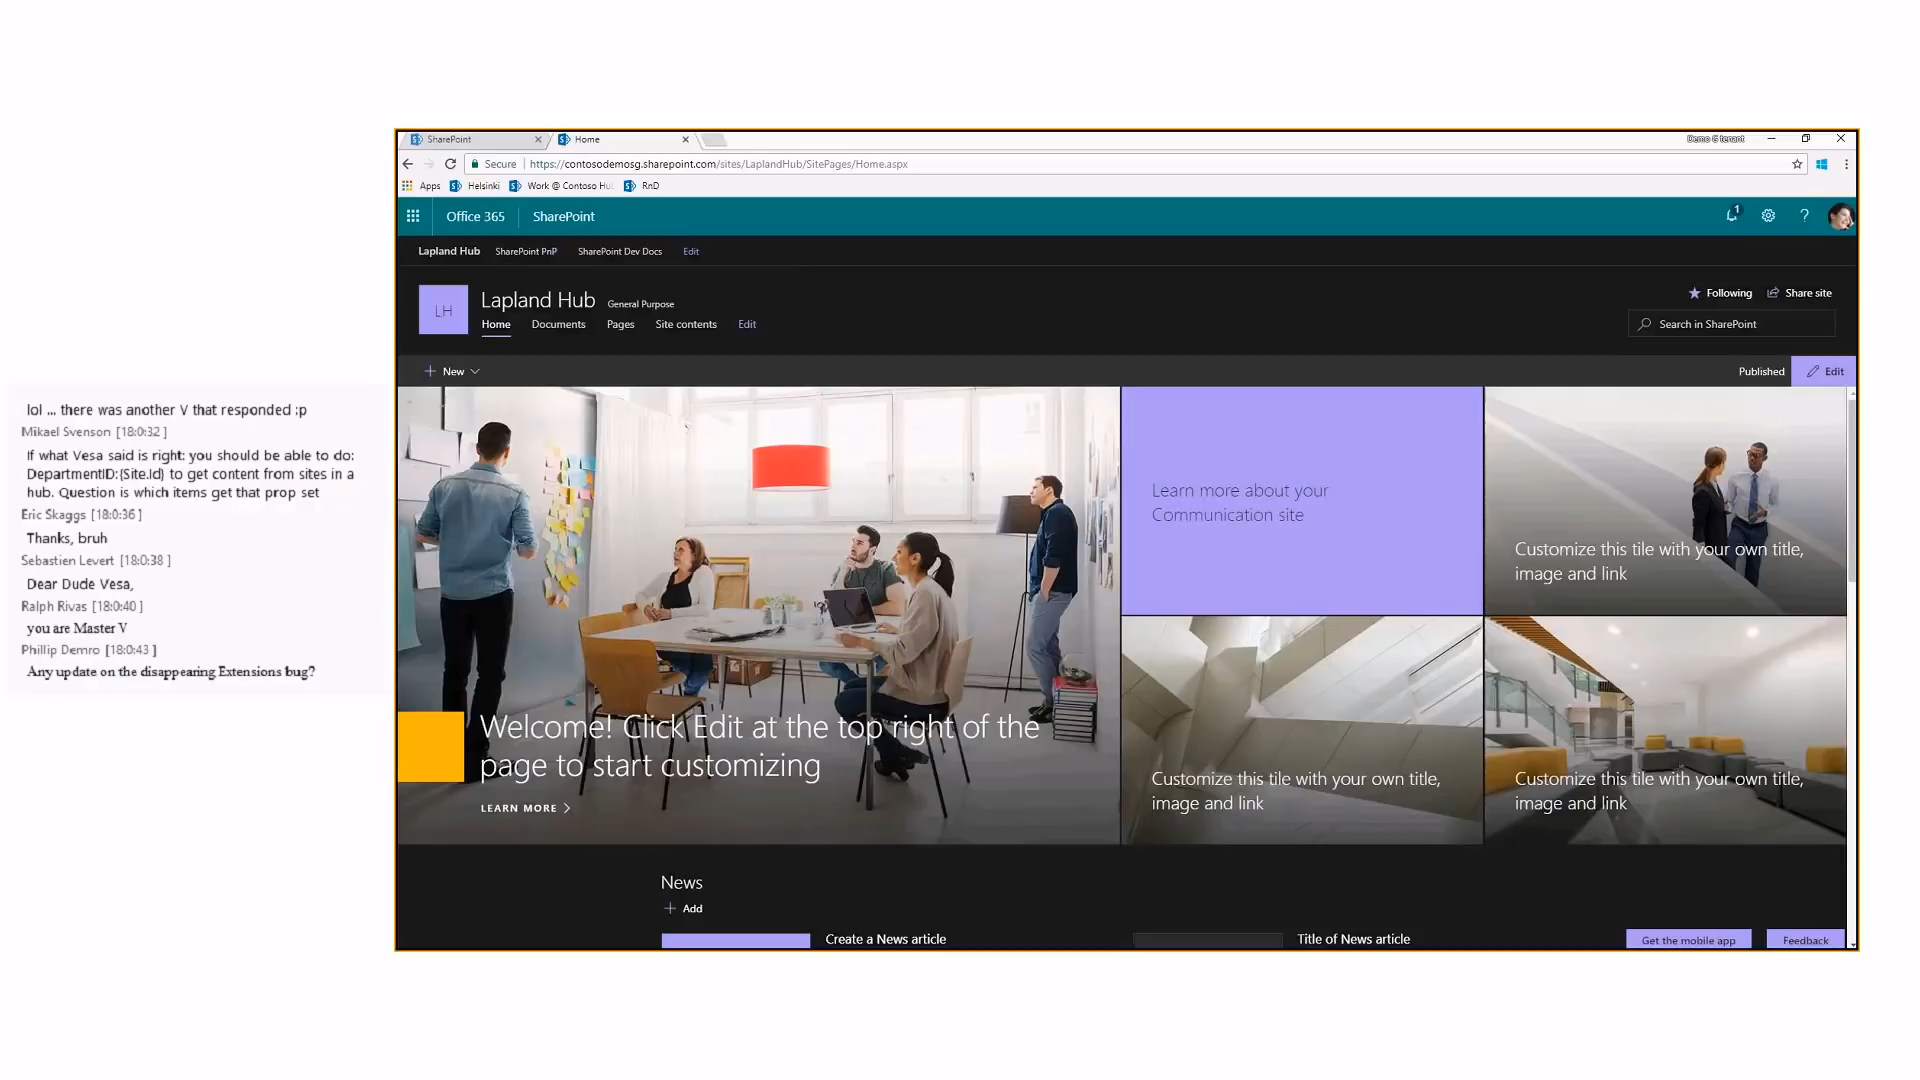 lol ... there was another V that responded ;p
Mikael Svenson [18:0:32 ]
If what Vesa said is right: you should be able to do:
DepartmentID:{Site.Id} to get content from sites in a
hub. Question is which items get that prop set
Eric Skaggs [18:0:36 ]
Thanks, bruh
Sebastien Levert [18:0:38 ]
Dear Dude Vesa,
Ralph Rivas [18:0:40 ]
you are Master V
Phillip Demro [18:0:43 ]
Any update on the disappearing Extensions bug?
SharePoint
Home
Demo G tenant
Secure
https://contosodemosg.sharepoint.com/sites/LaplandHub/SitePages/Home.aspx
Apps
Helsinki
Work @ Contoso Hu
RnD
Office 365
SharePoint
1
?
Lapland Hub
SharePoint PnP
SharePoint Dev Docs
Edit
LH
Lapland Hub
General Purpose
Following
Share site
Home
Documents
Pages
Site contents
Edit
Search in SharePoint
New
Published
Edit
Learn more about your
Communication site
Customize this tile with your own title,
image and link
Welcome! Click Edit at the top right of the
page to start customizing
LEARN MORE
Customize this tile with your own title,
image and link
Customize this tile with your own title,
image and link
News
Add
Create a News article
Title of News article
Get the mobile app
Feedback